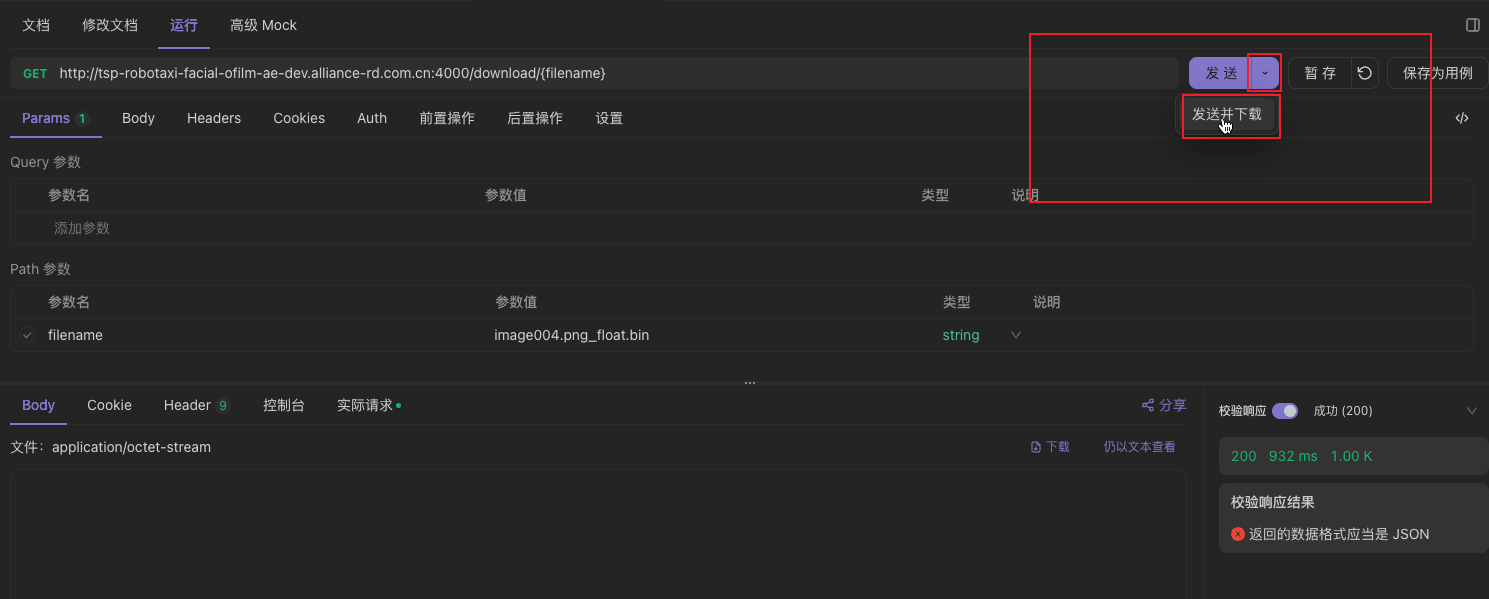 文档 修改文档 运行 高级 Mock
GET http://tsp-robotaxi-facial-ofilm-ae-dev.alliance-rd.com.cn:4000/download/{filename} 发 送 暂 存 保存为用例
发送并下载
Params 1 Body Headers Cookies Auth 前置操作 后置操作 设置 </>
Query 参数
参数名 参数值 类型 说明
添加参数
Path 参数
参数名 参数值 类型 说明
filename image004.png_float.bin string
Body Cookie Header 9 控制台 实际请求 分享
校验响应 成功 (200)
文件：application/octet-stream 下载 仍以文本查看
200 932 ms 1.00 K
校验响应结果
返回的数据格式应当是 JSON